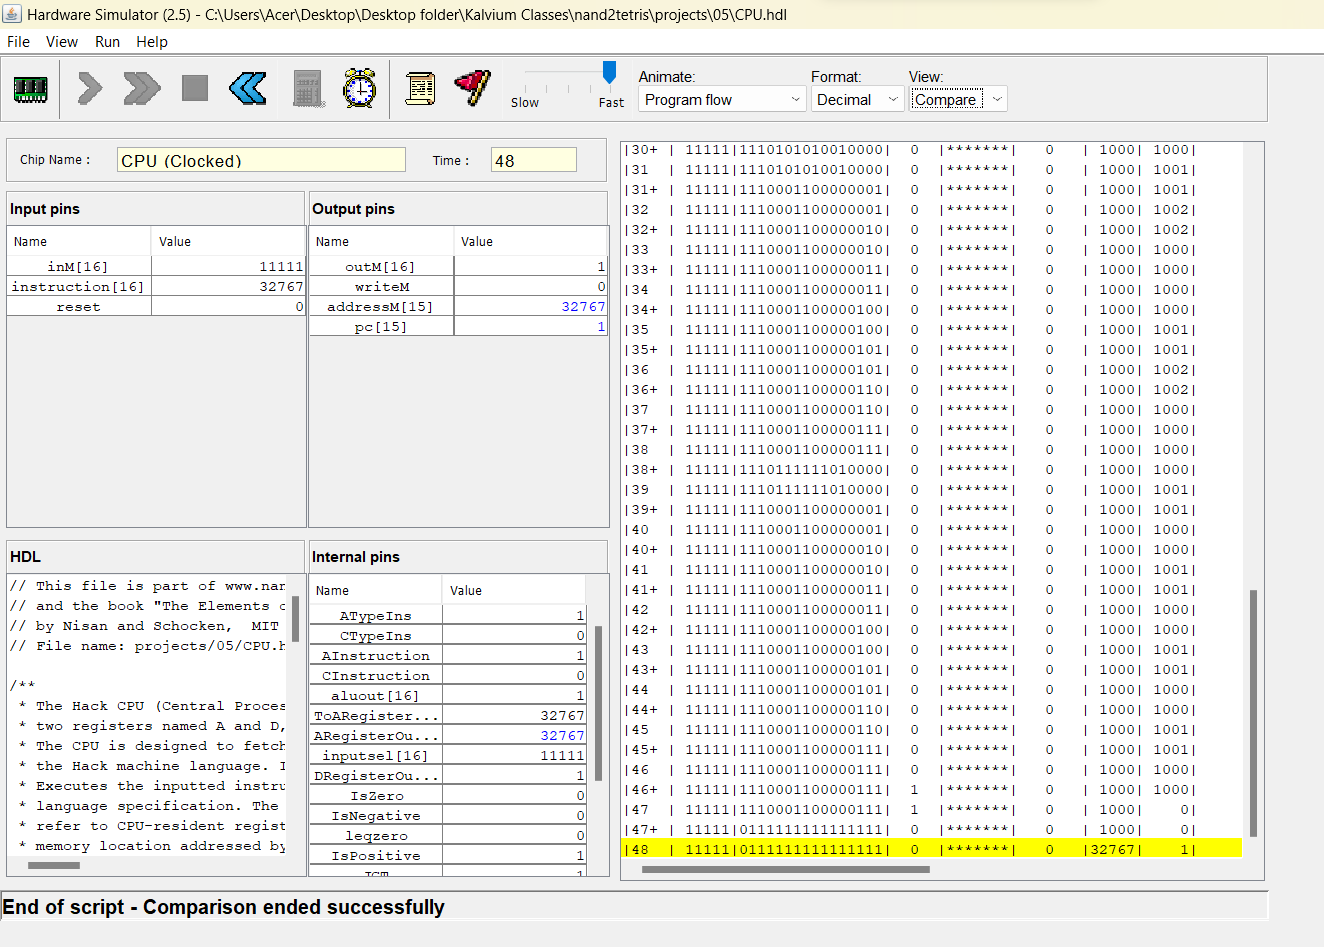 Hardware Simulator (2.5) - C:\Users\Acer\Desktop\Desktop folder\Kalvium Classes\nand2tetris\projects\05\CPU.hdl
File View Run Help
Slow Fast
Animate: Format: View:
Program flow Decimal Compare
Chip Name : CPU (Clocked) Time : 48
Input pins
Name Value
inM[16] 11111
instruction[16] 32767
reset 0
Output pins
Name Value
outM[16] 1
writeM 0
addressM[15] 32767
pc[15] 1
HDL
// This file is part of www.nan
// and the book "The Elements o
// by Nisan and Schocken, MIT
// File name: projects/05/CPU.h
/**
* The Hack CPU (Central Proces
* two registers named A and D,
* The CPU is designed to fetch
* the Hack machine language. I
* Executes the inputted instru
* language specification. The
* refer to CPU-resident regist
* memory location addressed by
Internal pins
Name Value
ATypeIns 1
CTypeIns 0
AInstruction 1
CInstruction 0
aluout[16] 1
ToARegister... 32767
ARegisterOu... 32767
inputsel[16] 11111
DRegisterOu... 1
IsZero 0
IsNegative 0
leqzero 0
IsPositive 1
JGT 1
|30+ | 11111|1110101010010000| 0 |*******| 0 | 1000| 1000|
|31 | 11111|1110101010010000| 0 |*******| 0 | 1000| 1001|
|31+ | 11111|1110001100000001| 0 |*******| 0 | 1000| 1001|
|32 | 11111|1110001100000001| 0 |*******| 0 | 1000| 1002|
|32+ | 11111|1110001100000010| 0 |*******| 0 | 1000| 1002|
|33 | 11111|1110001100000010| 0 |*******| 0 | 1000| 1000|
|33+ | 11111|1110001100000011| 0 |*******| 0 | 1000| 1000|
|34 | 11111|1110001100000011| 0 |*******| 0 | 1000| 1000|
|34+ | 11111|1110001100000100| 0 |*******| 0 | 1000| 1000|
|35 | 11111|1110001100000100| 0 |*******| 0 | 1000| 1001|
|35+ | 11111|1110001100000101| 0 |*******| 0 | 1000| 1001|
|36 | 11111|1110001100000101| 0 |*******| 0 | 1000| 1002|
|36+ | 11111|1110001100000110| 0 |*******| 0 | 1000| 1002|
|37 | 11111|1110001100000110| 0 |*******| 0 | 1000| 1000|
|37+ | 11111|1110001100000111| 0 |*******| 0 | 1000| 1000|
|38 | 11111|1110001100000111| 0 |*******| 0 | 1000| 1000|
|38+ | 11111|1110111111010000| 0 |*******| 0 | 1000| 1000|
|39 | 11111|1110111111010000| 0 |*******| 0 | 1000| 1001|
|39+ | 11111|1110001100000001| 0 |*******| 0 | 1000| 1001|
|40 | 11111|1110001100000001| 0 |*******| 0 | 1000| 1000|
|40+ | 11111|1110001100000010| 0 |*******| 0 | 1000| 1000|
|41 | 11111|1110001100000010| 0 |*******| 0 | 1000| 1001|
|41+ | 11111|1110001100000011| 0 |*******| 0 | 1000| 1001|
|42 | 11111|1110001100000011| 0 |*******| 0 | 1000| 1000|
|42+ | 11111|1110001100000100| 0 |*******| 0 | 1000| 1000|
|43 | 11111|1110001100000100| 0 |*******| 0 | 1000| 1001|
|43+ | 11111|1110001100000101| 0 |*******| 0 | 1000| 1001|
|44 | 11111|1110001100000101| 0 |*******| 0 | 1000| 1000|
|44+ | 11111|1110001100000110| 0 |*******| 0 | 1000| 1000|
|45 | 11111|1110001100000110| 0 |*******| 0 | 1000| 1001|
|45+ | 11111|1110001100000111| 0 |*******| 0 | 1000| 1001|
|46 | 11111|1110001100000111| 0 |*******| 0 | 1000| 1000|
|46+ | 11111|1110001100000111| 1 |*******| 0 | 1000| 1000|
|47 | 11111|1110001100000111| 1 |*******| 0 | 1000| 0|
|47+ | 11111|0111111111111111| 0 |*******| 0 | 1000| 0|
|48 | 11111|0111111111111111| 0 |*******| 0 |32767| 1|
End of script - Comparison ended successfully